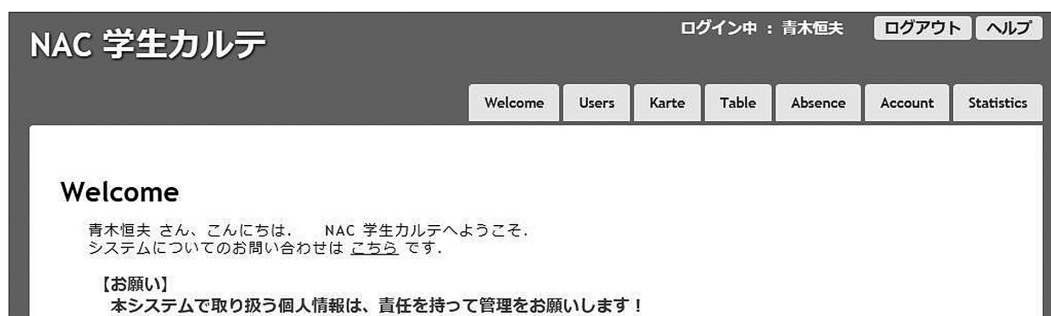 NAC 学生カルテ
ログイン中 : 青木恒夫 ログアウト ヘルプ
Welcome Users Karte Table Absence Account Statistics
Welcome
青木恒夫 さん、こんにちは. NAC 学生カルテへようこそ.
システムについてのお問い合わせは こちら です.
【お願い】
本システムで取り扱う個人情報は、責任を持って管理をお願いします！